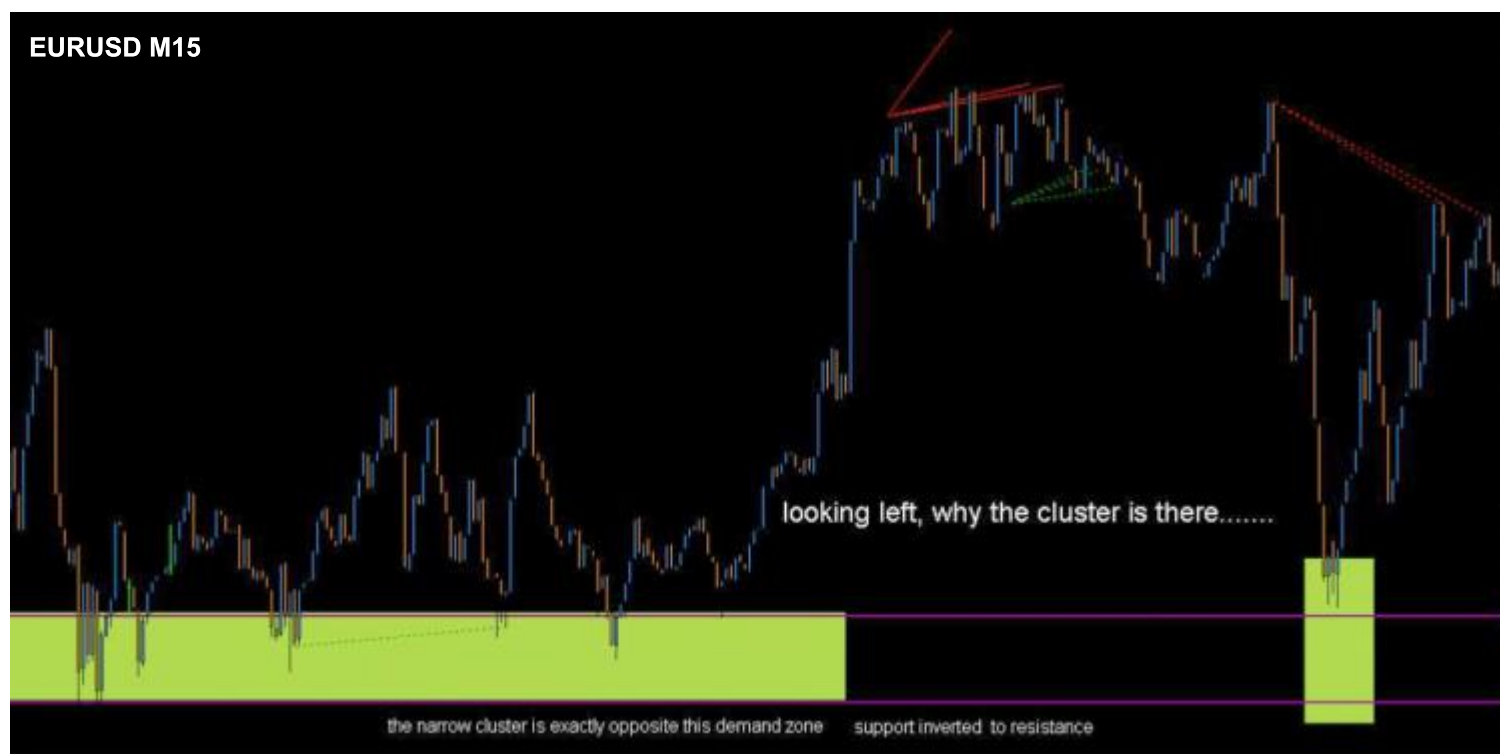 EURUSD M15
looking left, why the cluster is there.......
the narrow cluster is exactly opposite this demand zone
support inverted to resistance